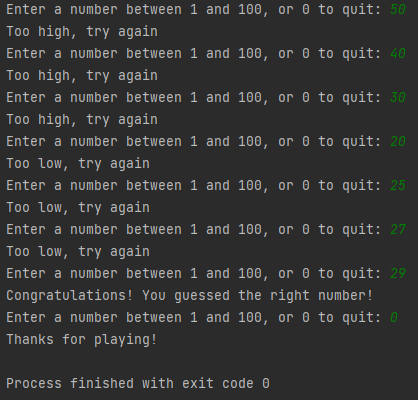 Enter a number between 1 and 100, or 0 to quit: 50
Too high, try again
Enter a number between 1 and 100, or 0 to quit: 40
Too high, try again
Enter a number between 1 and 100, or 0 to quit: 30
Too high, try again
Enter a number between 1 and 100, or 0 to quit: 20
Too low, try again
Enter a number between 1 and 100, or 0 to quit: 25
Too low, try again
Enter a number between 1 and 100, or 0 to quit: 27
Too low, try again
Enter a number between 1 and 100, or 0 to quit: 29
Congratulations! You guessed the right number!
Enter a number between 1 and 100, or 0 to quit: 0
Thanks for playing!
Process finished with exit code 0